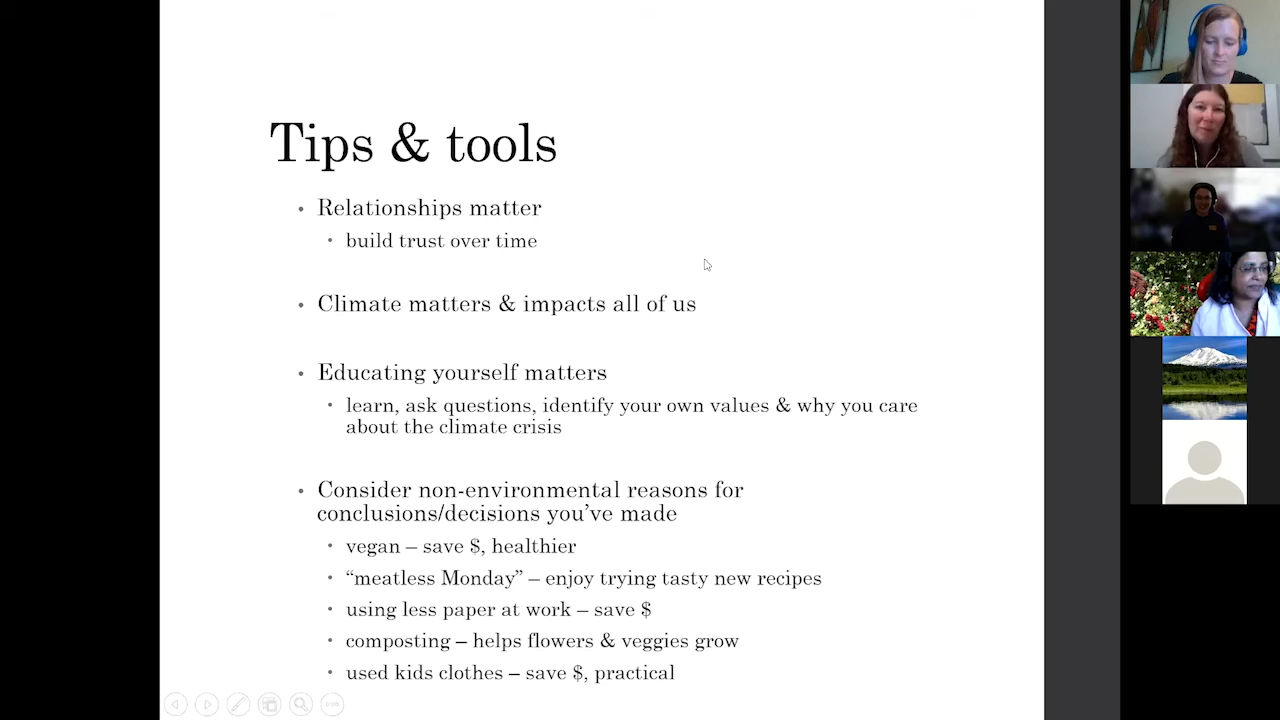 Tips & tools
• Relationships matter
• build trust over time
• Climate matters & impacts all of us
• Educating yourself matters
• learn, ask questions, identify your own values & why you care
about the climate crisis
• Consider non-environmental reasons for
conclusions/decisions you’ve made
• vegan – save $, healthier
• “meatless Monday” – enjoy trying tasty new recipes
• using less paper at work – save $
• composting – helps flowers & veggies grow
• used kids clothes – save $, practical